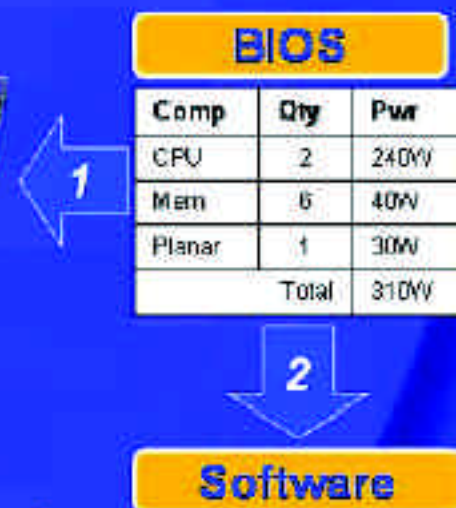 BIOS
Comp Qty Pwr
CPU 2 240W
1
Mem 6 40W
Planar 1 30W
Total 310W
2
Software